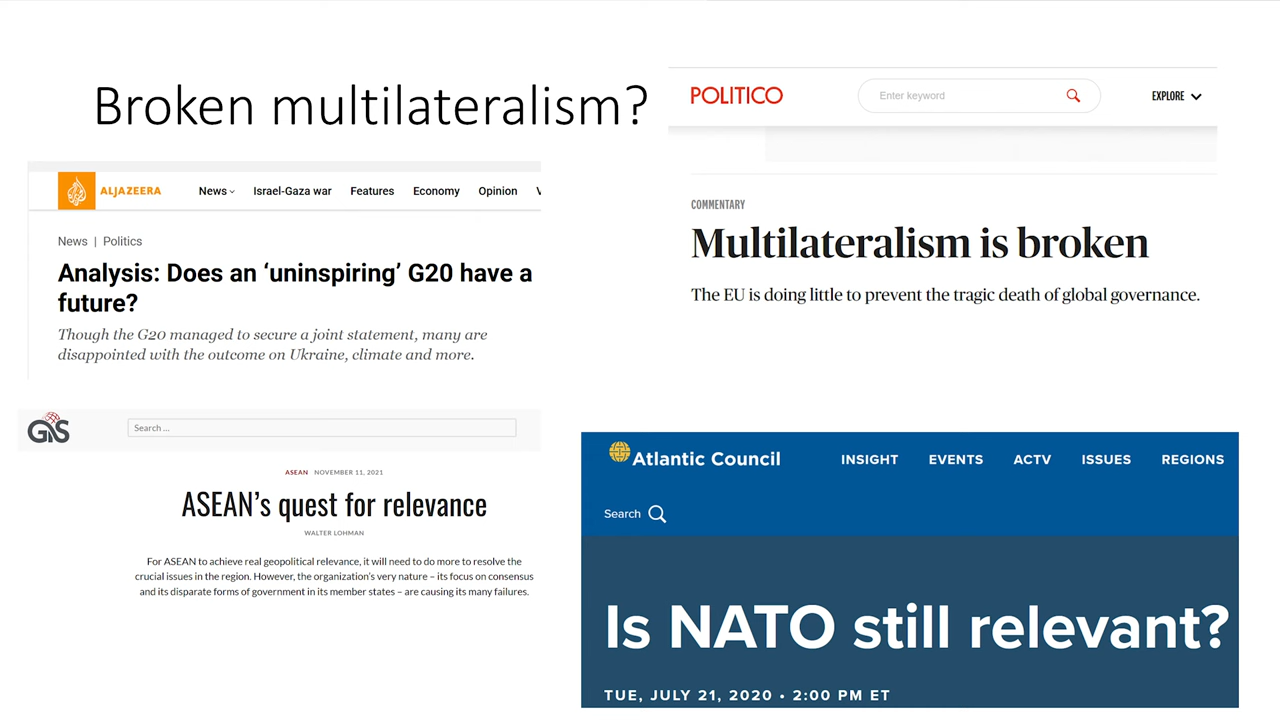 Broken multilateralism?
ALJAZEERA
News Israel-Gaza war Features Economy Opinion
News | Politics
Analysis: Does an ‘uninspiring’ G20 have a
future?
Though the G20 managed to secure a joint statement, many are
disappointed with the outcome on Ukraine, climate and more.
POLITICO
Enter keyword
EXPLORE
COMMENTARY
Multilateralism is broken
The EU is doing little to prevent the tragic death of global governance.
GIS
Search ...
ASEAN NOVEMBER 11, 2021
ASEAN’s quest for relevance
WALTER LOHMAN
For ASEAN to achieve real geopolitical relevance, it will need to do more to resolve the
crucial issues in the region. However, the organization’s very nature – its focus on consensus
and its disparate forms of government in its member states – are causing its many failures.
Atlantic Council
INSIGHT EVENTS ACTV ISSUES REGIONS
Search
Is NATO still relevant?
TUE, JULY 21, 2020 • 2:00 PM ET